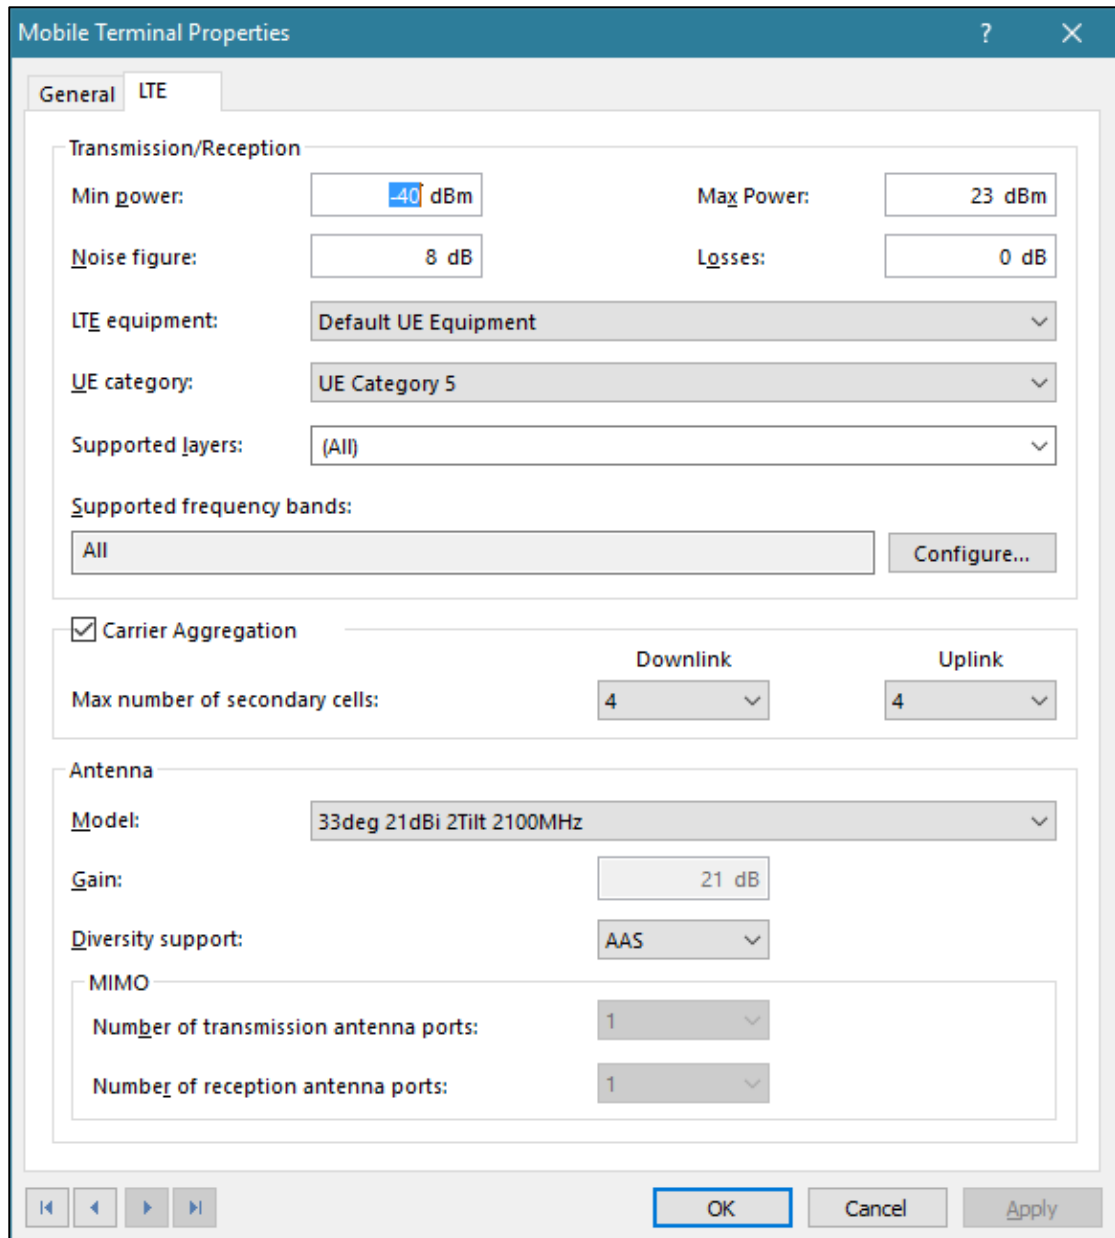 Mobile Terminal Properties ?
General LTE
Transmission/Reception
Min power: -40 dBm Max Power: 23 dBm
Noise figure: 8 dB Losses: 0 dB
LTE equipment: Default UE Equipment
UE category: UE Category 5
Supported layers: (All)
Supported frequency bands:
All Configure...
Carrier Aggregation
Downlink Uplink
Max number of secondary cells: 4 4
Antenna
Model: 33deg 21dBi 2Tilt 2100MHz
Gain: 21 dB
Diversity support: AAS
MIMO
Number of transmission antenna ports: 1
Number of reception antenna ports: 1
OK Cancel Apply